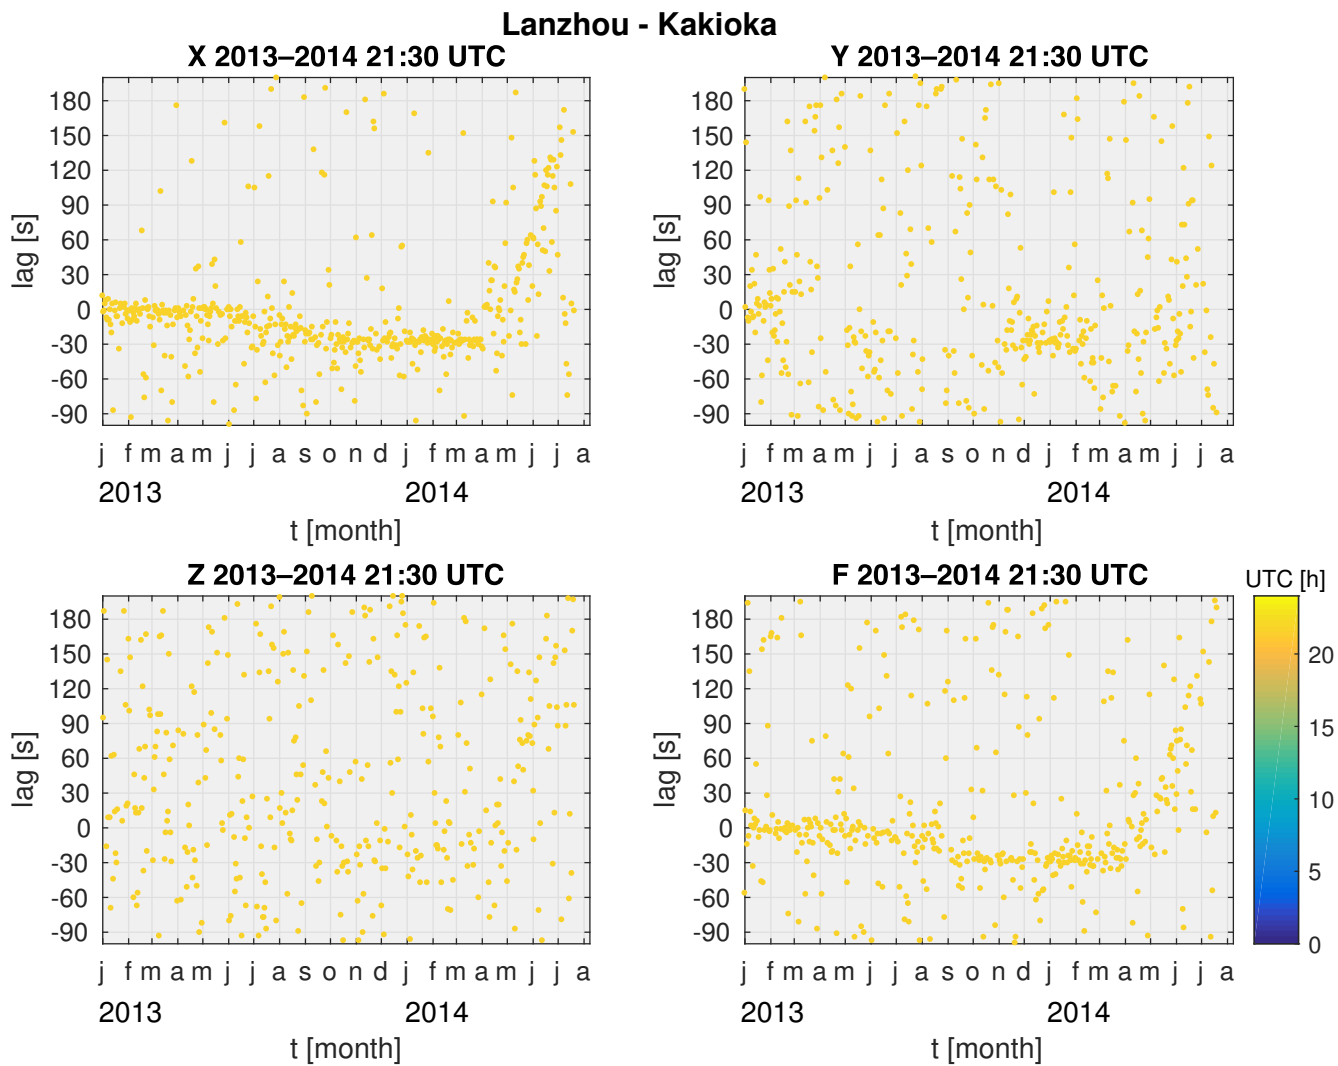 Lanzhou - Kakioka
X 2013–2014 21:30 UTC
180
150
120
90
60
30
0
-30
-60
-90
lag [s]
j f m a m j j a s o n d j f m a m j j a
2013 2014
t [month]
Y 2013–2014 21:30 UTC
180
150
120
90
60
30
0
-30
-60
-90
lag [s]
j f m a m j j a s o n d j f m a m j j a
2013 2014
t [month]
Z 2013–2014 21:30 UTC
180
150
120
90
60
30
0
-30
-60
-90
lag [s]
j f m a m j j a s o n d j f m a m j j a
2013 2014
t [month]
F 2013–2014 21:30 UTC
180
150
120
90
60
30
0
-30
-60
-90
lag [s]
j f m a m j j a s o n d j f m a m j j a
2013 2014
t [month]
UTC [h]
20
15
10
5
0